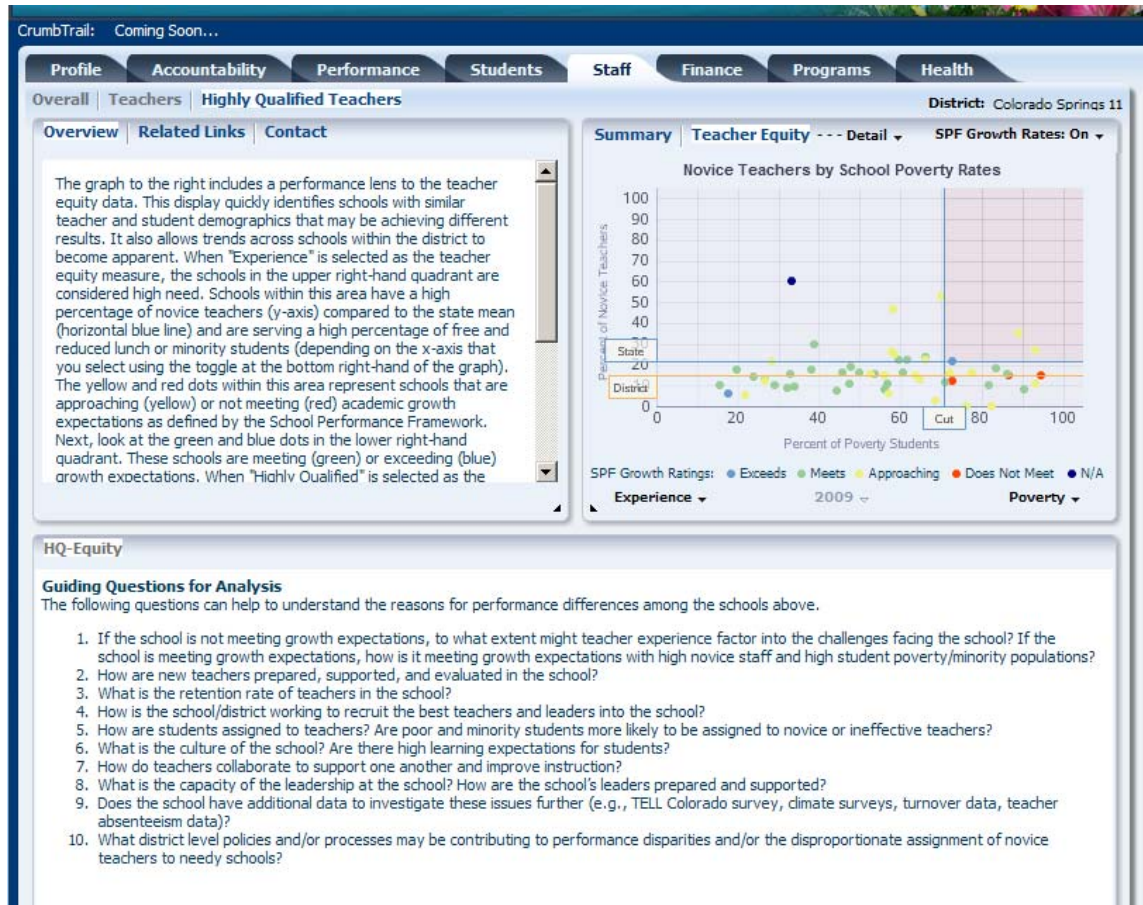 CrumbTrail: Coming Soon...
Profile Accountability Performance Students Staff Finance Programs Health
Overall | Teachers | Highly Qualified Teachers
District: Colorado Springs 11
Overview | Related Links | Contact
The graph to the right includes a performance lens to the teacher
equity data. This display quickly identifies schools with similar
teacher and student demographics that may be achieving different
results. It also allows trends across schools within the district to
become apparent. When "Experience" is selected as the teacher
equity measure, the schools in the upper right-hand quadrant are
considered high need. Schools within this area have a high
percentage of novice teachers (y-axis) compared to the state mean
(horizontal blue line) and are serving a high percentage of free and
reduced lunch or minority students (depending on the x-axis that
you select using the toggle at the bottom right-hand of the graph).
The yellow and red dots within this area represent schools that are
approaching (yellow) or not meeting (red) academic growth
expectations as defined by the School Performance Framework.
Next, look at the green and blue dots in the lower right-hand
quadrant. These schools are meeting (green) or exceeding (blue)
growth expectations. When "Highly Qualified" is selected as the
Summary | Teacher Equity - - - Detail SPF Growth Rates: On
Novice Teachers by School Poverty Rates
Percent of Novice Teachers
100
90
80
70
60
50
40
30
State
20
District
10
0
0 20 40 60 Cut 80 100
Percent of Poverty Students
SPF Growth Ratings: Exceeds Meets Approaching Does Not Meet N/A
Experience 2009 Poverty
HQ-Equity
Guiding Questions for Analysis
The following questions can help to understand the reasons for performance differences among the schools above.
1. If the school is not meeting growth expectations, to what extent might teacher experience factor into the challenges facing the school? If the
school is meeting growth expectations, how is it meeting growth expectations with high novice staff and high student poverty/minority populations?
2. How are new teachers prepared, supported, and evaluated in the school?
3. What is the retention rate of teachers in the school?
4. How is the school/district working to recruit the best teachers and leaders into the school?
5. How are students assigned to teachers? Are poor and minority students more likely to be assigned to novice or ineffective teachers?
6. What is the culture of the school? Are there high learning expectations for students?
7. How do teachers collaborate to support one another and improve instruction?
8. What is the capacity of the leadership at the school? How are the school's leaders prepared and supported?
9. Does the school have additional data to investigate these issues further (e.g., TELL Colorado survey, climate surveys, turnover data, teacher
absenteeism data)?
10. What district level policies and/or processes may be contributing to performance disparities and/or the disproportionate assignment of novice
teachers to needy schools?